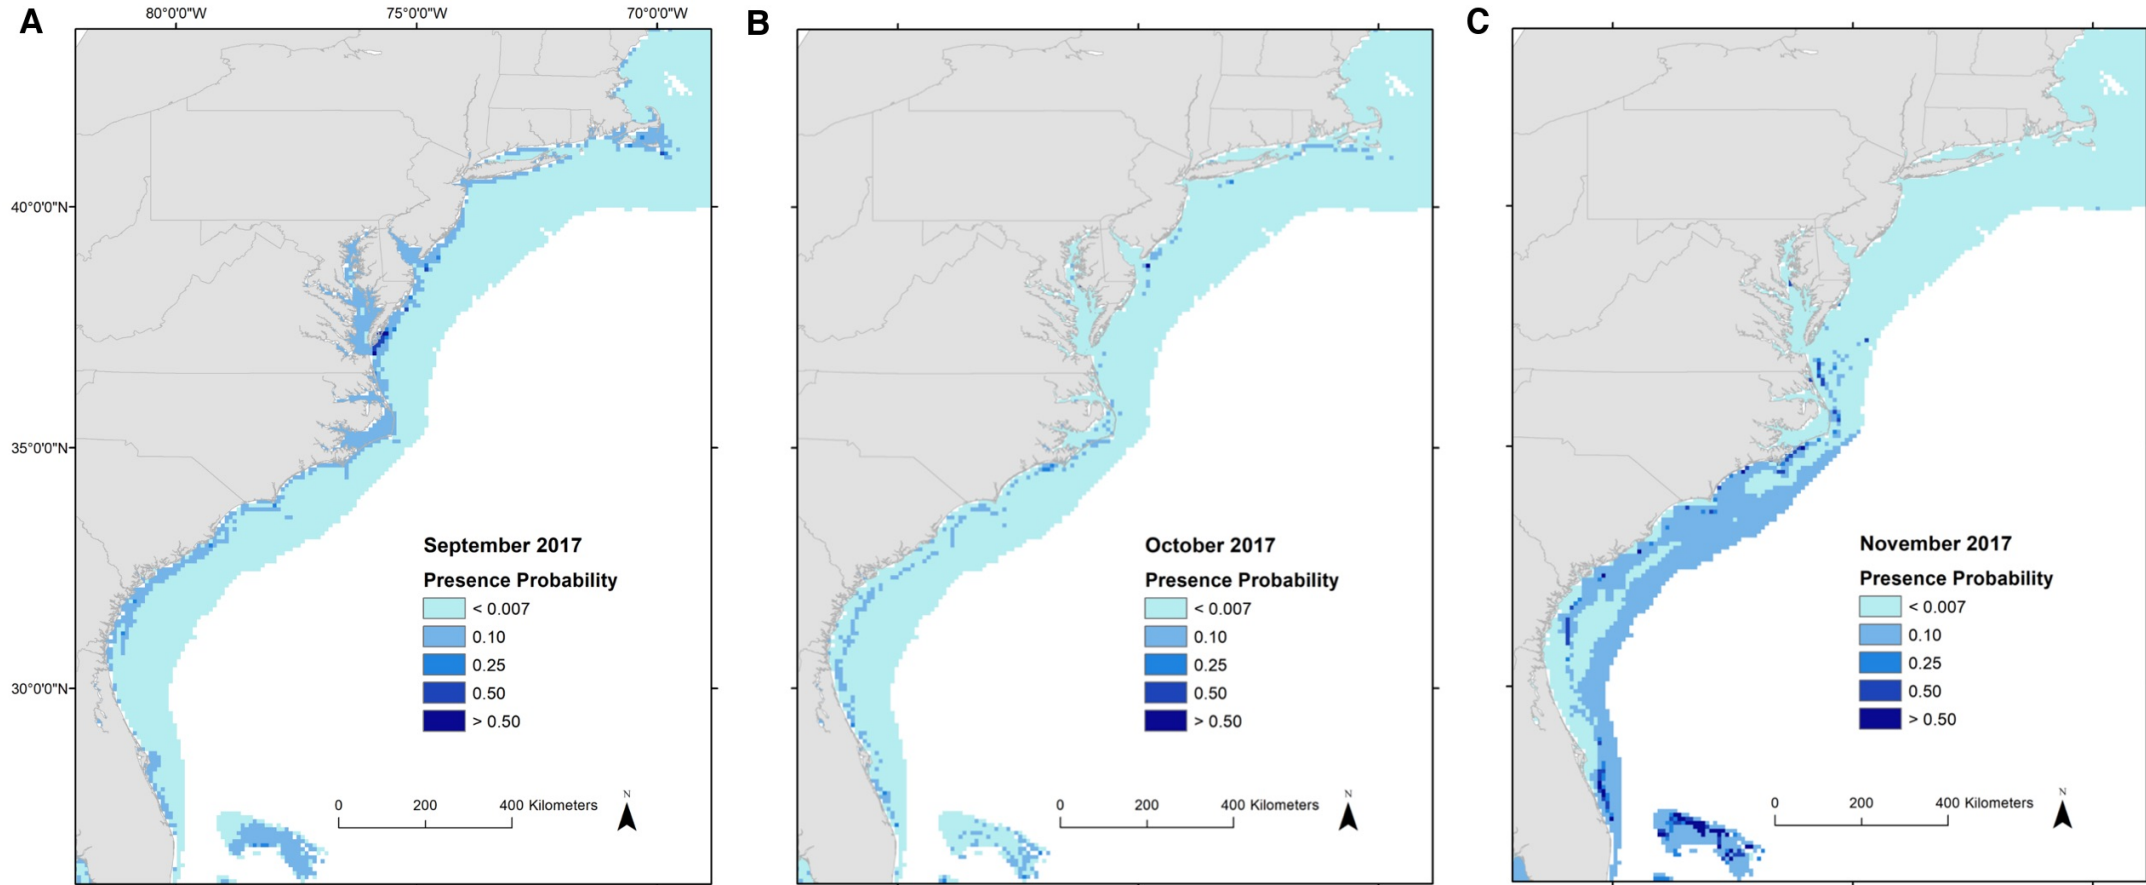 A
80°0'0"W 75°0'0"W 70°0'0"W
40°0'0"N
35°0'0"N
30°0'0"N
September 2017
Presence Probability
< 0.007
0.10
0.25
0.50
> 0.50
0 200 400 Kilometers
N
B
October 2017
Presence Probability
< 0.007
0.10
0.25
0.50
> 0.50
0 200 400 Kilometers
N
C
November 2017
Presence Probability
< 0.007
0.10
0.25
0.50
> 0.50
0 200 400 Kilometers
N